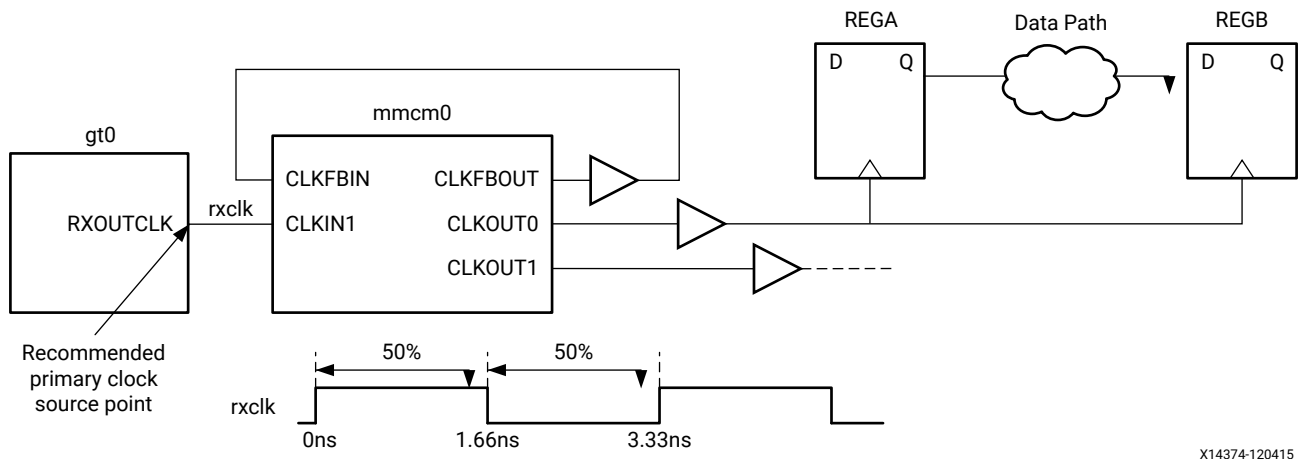 REGA
Data Path
REGB
D
Q
D
Q
mmcm0
gt0
CLKFBIN
CLKFBOUT
rxclk
RXOUTCLK
CLKIN1
CLKOUT0
CLKOUT1
Recommended
primary clock
source point
50%
50%
rxclk
0ns
1.66ns
3.33ns
X14374-120415